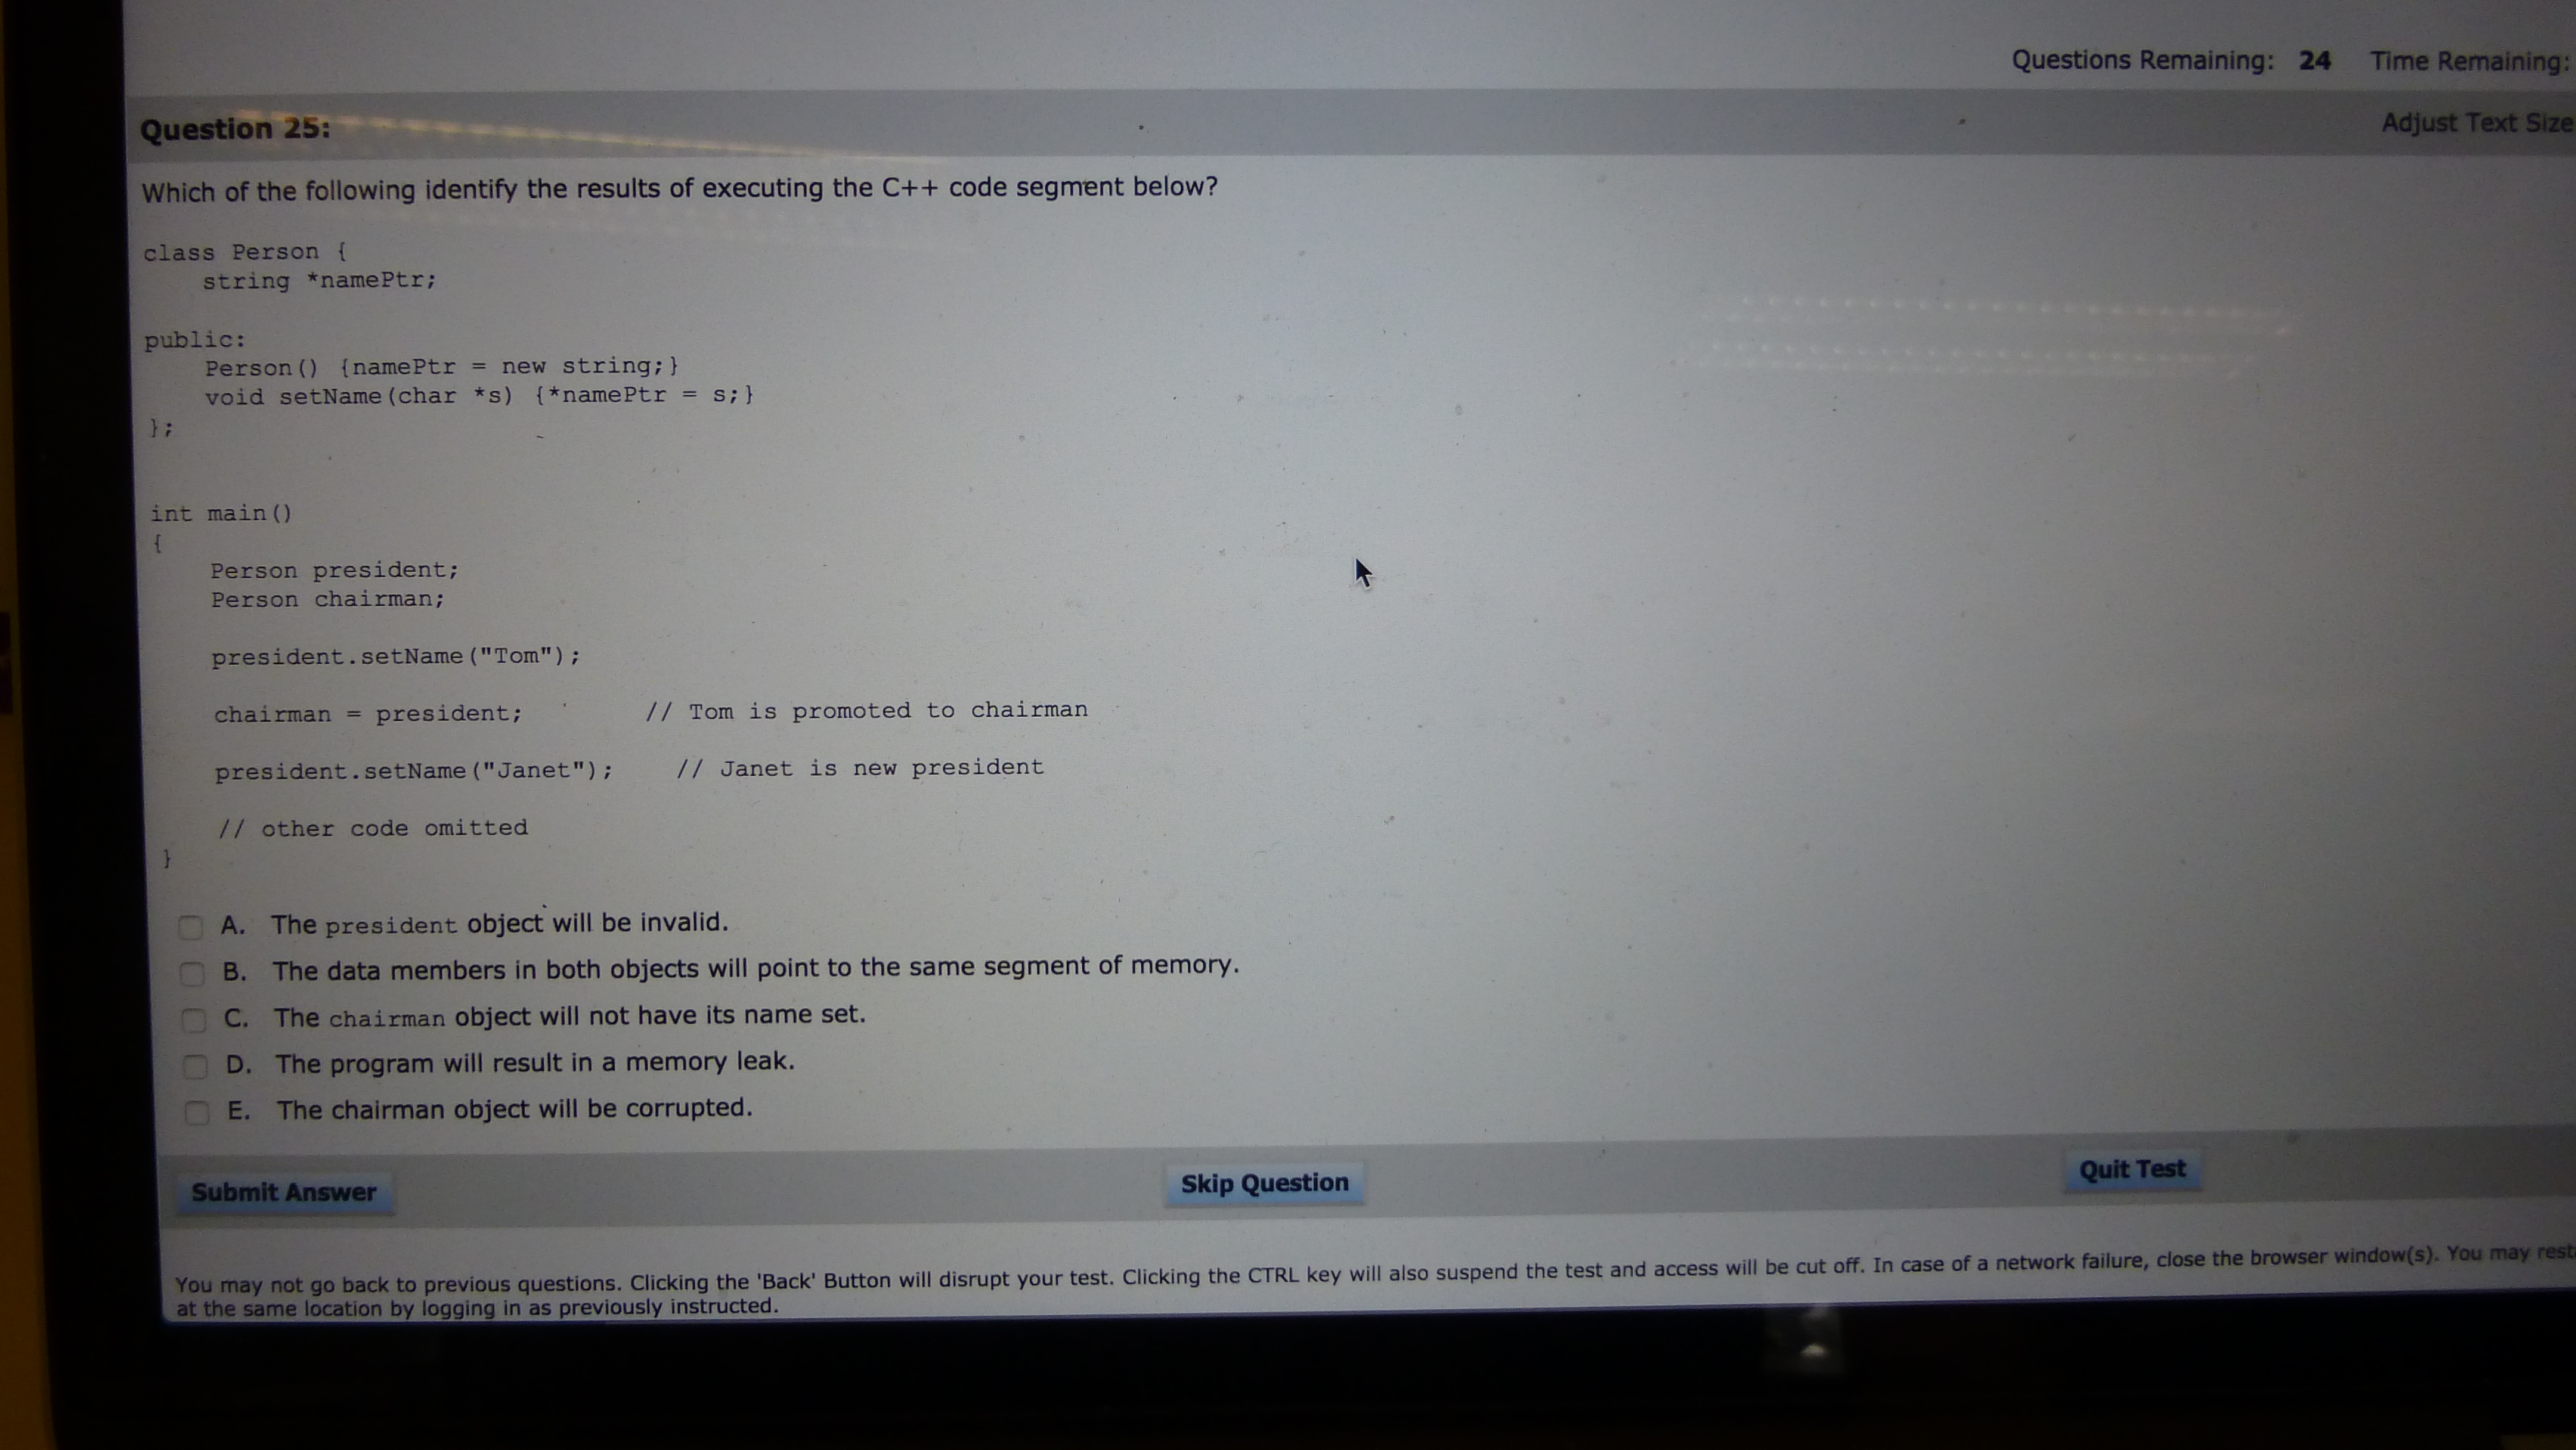 Questions Remaining: 24 Time Remaining:
Question 25:
Adjust Text Size
Which of the following identify the results of executing the C++ code segment below?
class Person {
    string *namePtr;
public:
    Person() {namePtr = new string;}
    void setName(char *s) {*namePtr = s;}
};
int main()
{
    Person president;
    Person chairman;
    president.setName("Tom");
    chairman = president;        // Tom is promoted to chairman
    president.setName("Janet");    // Janet is new president
    // other code omitted
}
A. The president object will be invalid.
B. The data members in both objects will point to the same segment of memory.
C. The chairman object will not have its name set.
D. The program will result in a memory leak.
E. The chairman object will be corrupted.
Submit Answer Skip Question Quit Test
You may not go back to previous questions. Clicking the 'Back' Button will disrupt your test. Clicking the CTRL key will also suspend the test and access will be cut off. In case of a network failure, close the browser window(s). You may
at the same location by logging in as previously instructed.